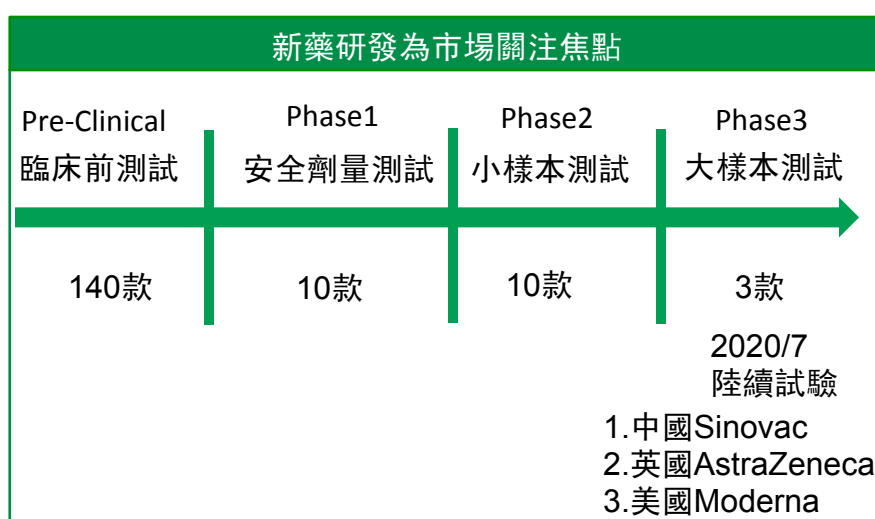 新藥研發為市場關注焦點
Pre-Clinical
臨床前測試
Phase1
安全劑量測試
Phase2
小樣本測試
Phase3
大樣本測試
140款
10款
10款
3款
2020/7
陸續試驗
1.中國Sinovac
2.英國AstraZeneca
3.美國Moderna